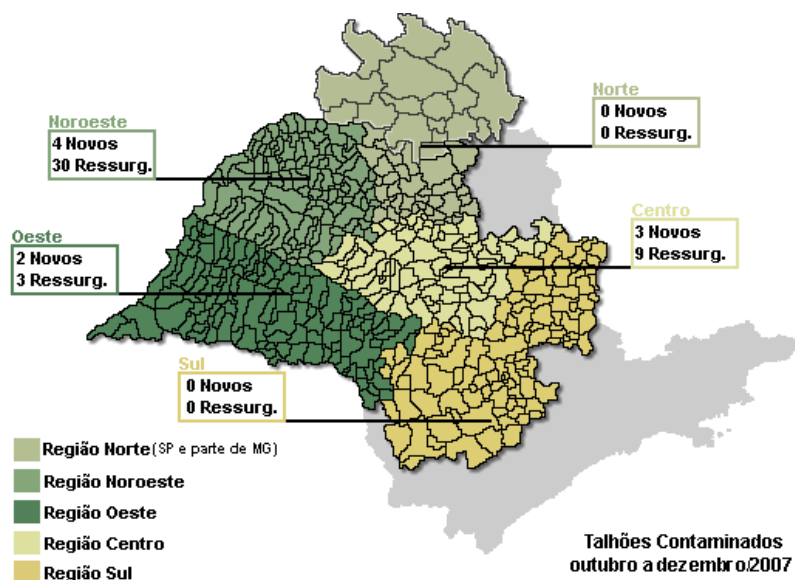 Norte
0 Novos
0 Ressurg.
Noroeste
4 Novos
30 Ressurg.
Centro
3 Novos
9 Ressurg.
Oeste
2 Novos
3 Ressurg.
Sul
0 Novos
0 Ressurg.
Região Norte (SP e parte de MG)
Região Noroeste
Região Oeste
Região Centro
Região Sul
Talhões Contaminados
outubro a dezembro/2007